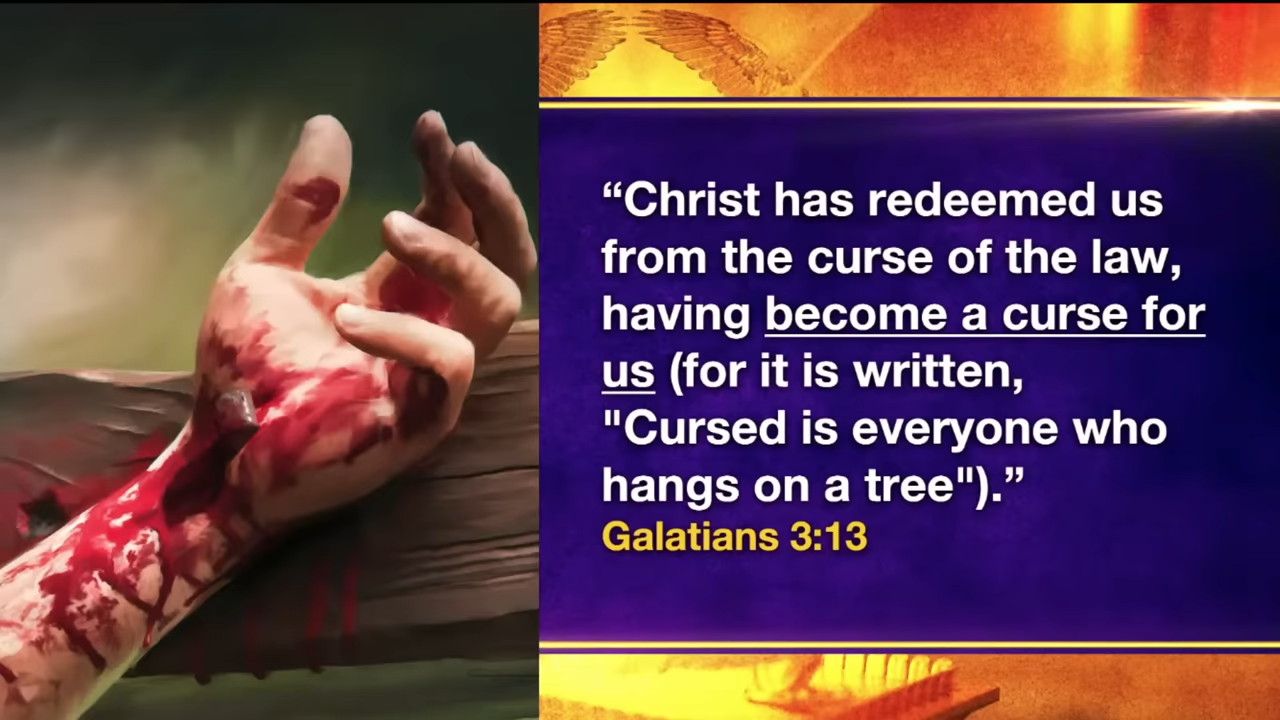 “Christ has redeemed us
from the curse of the law,
having become a curse for
us (for it is written,
"Cursed is everyone who
hangs on a tree").”
Galatians 3:13